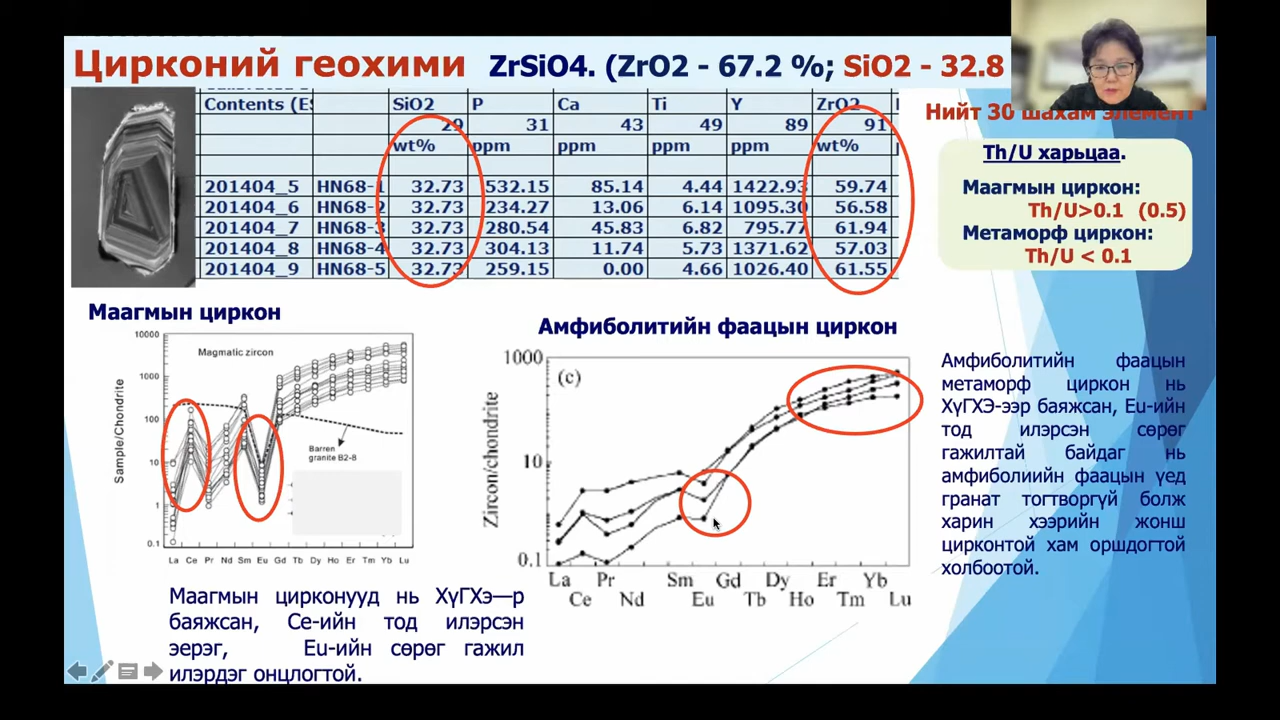 Цирконий геохими ZrSiO4. (ZrO2 - 67.2 %; SiO2 - 32.8
Нийт 30 шахам элемент
Contents (ES SiO2 P Ca Ti Y ZrO2
29 31 43 49 89 91
wt% ppm ppm ppm ppm wt%
201404_5 HN68-1 32.73 532.15 85.14 4.44 1422.93 59.74
201404_6 HN68-2 32.73 234.27 13.06 6.14 1095.30 56.58
201404_7 HN68-3 32.73 280.54 45.83 6.82 795.77 61.94
201404_8 HN68-4 32.73 304.13 11.74 5.73 1371.62 57.03
201404_9 HN68-5 32.73 259.15 0.00 4.66 1026.40 61.55
Th/U харьцаа.
Маагмын циркон:
Th/U>0.1 (0.5)
Метаморф циркон:
Th/U < 0.1
Маагмын циркон
Sample/Chondrite
10000
1000
100
10
1
0.1
Magmatic zircon
Barren
granite B2-8
La Ce Pr Nd Sm Eu Gd Tb Dy Ho Er Tm Yb Lu
Маагмын цирконууд нь ХүГХэ—р
баяжсан, Ce-ийн тод илэрсэн
эерэг, Eu-ийн сөрөг гажил
илэрдэг онцлогтой.
Амфиболитийн фаацын циркон
Zircon/chondrite
1000
10
0.1
(c)
La Pr Sm Gd Dy Er Yb
Ce Nd Eu Tb Ho Tm Lu
Амфиболитийн фаацын
метаморф циркон нь
ХүГХЭ-ээр баяжсан, Eu-ийн
тод илэрсэн сөрөг
гажилтай байдаг нь
амфиболиийн фаацын үед
гранат тогтворгүй болж
харин хээрийн жонш
цирконтой хам оршдогтой
холбоотой.